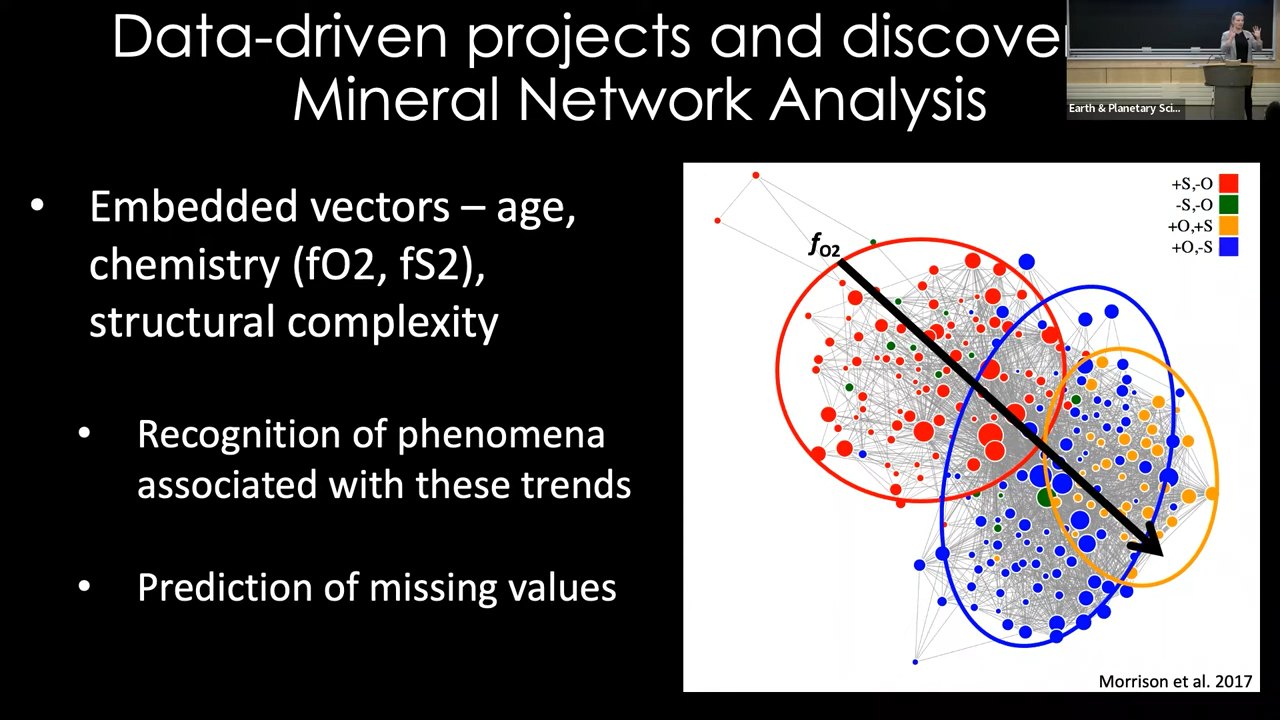 Data-driven projects and discove
Mineral Network Analysis
Earth & Planetary Sci...
• Embedded vectors – age,
chemistry (fO2, fS2),
structural complexity
• Recognition of phenomena
associated with these trends
• Prediction of missing values
+S,-O
-S,-O
+O,+S
+O,-S
fO2
Morrison et al. 2017